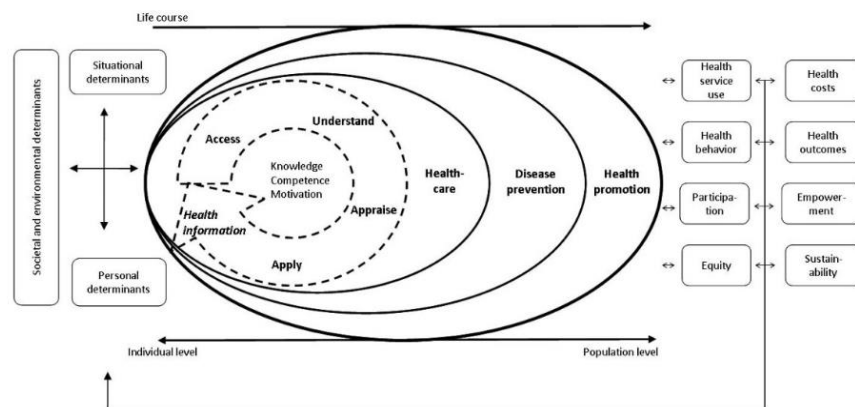 Life course
Societal and environmental determinants
Situational
determinants
Personal
determinants
Access
Understand
Knowledge
Competence
Motivation
Health
information
Appraise
Apply
Health-
care
Disease
prevention
Health
promotion
Individual level
Population level
Health
service
use
Health
costs
Health
behavior
Health
outcomes
Participa-
tion
Empower-
ment
Equity
Sustain-
ability